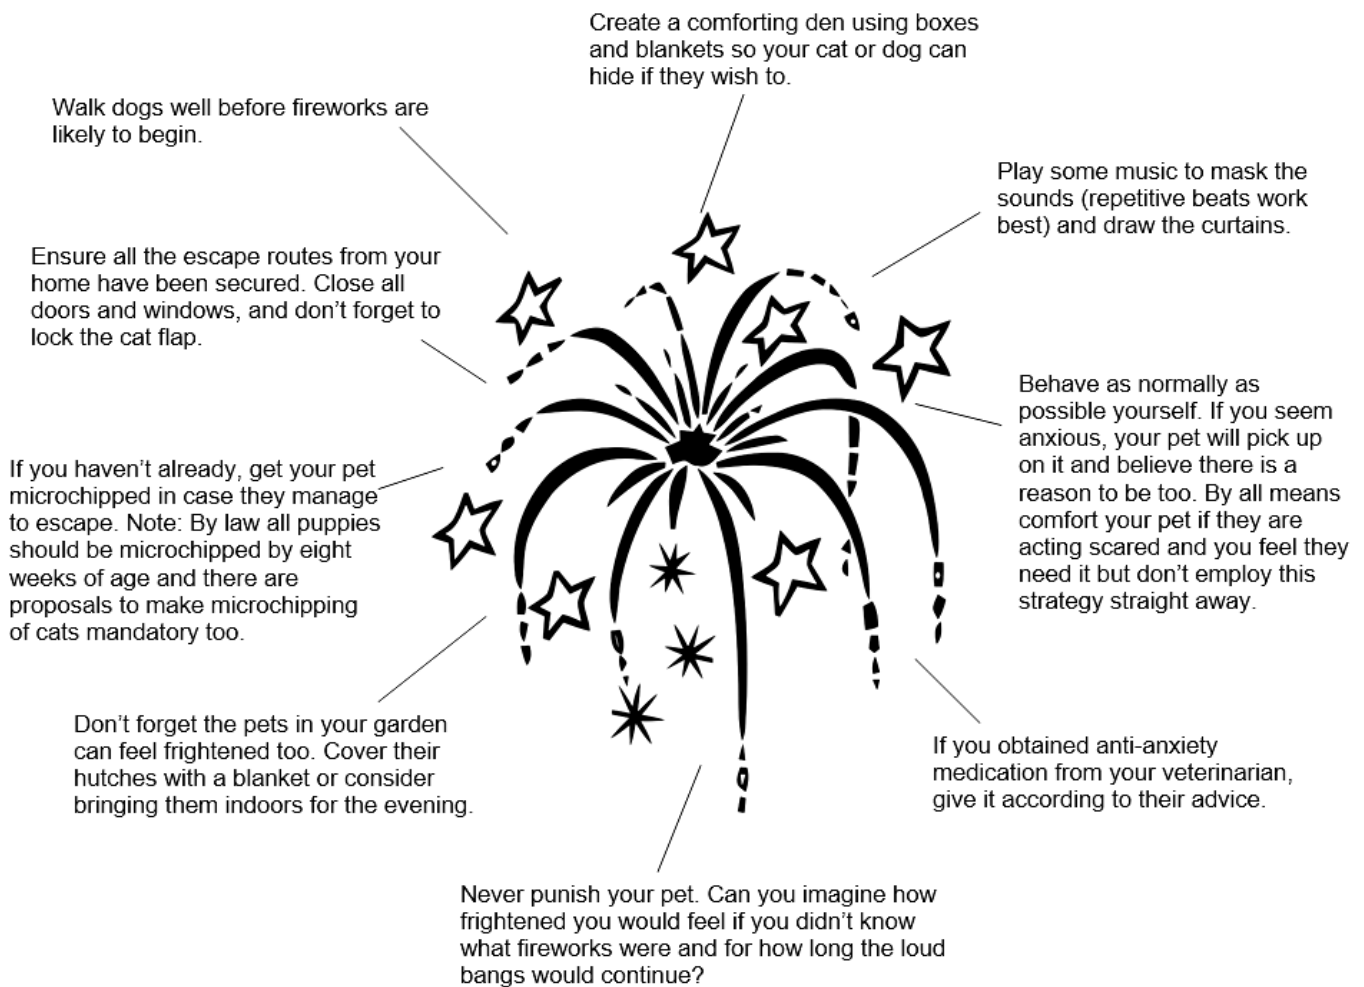 Create a comforting den using boxes
and blankets so your cat or dog can
hide if they wish to.
Walk dogs well before fireworks are
likely to begin.
Play some music to mask the
sounds (repetitive beats work
best) and draw the curtains.
Ensure all the escape routes from your
home have been secured. Close all
doors and windows, and don’t forget to
lock the cat flap.
Behave as normally as
possible yourself. If you seem
anxious, your pet will pick up
on it and believe there is a
reason to be too. By all means
comfort your pet if they are
acting scared and you feel they
need it but don’t employ this
strategy straight away.
If you haven’t already, get your pet
microchipped in case they manage
to escape. Note: By law all puppies
should be microchipped by eight
weeks of age and there are
proposals to make microchipping
of cats mandatory too.
Don’t forget the pets in your garden
can feel frightened too. Cover their
hutches with a blanket or consider
bringing them indoors for the evening.
If you obtained anti-anxiety
medication from your veterinarian,
give it according to their advice.
Never punish your pet. Can you imagine how
frightened you would feel if you didn’t know
what fireworks were and for how long the loud
bangs would continue?